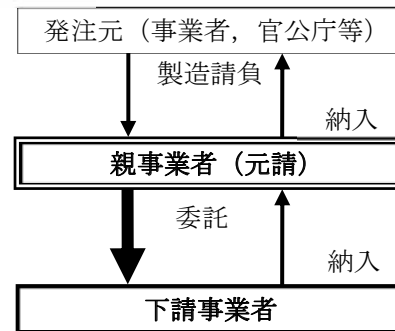 発注元（事業者，官公庁等）
製造請負
納入
親事業者（元請）
委託
納入
下請事業者